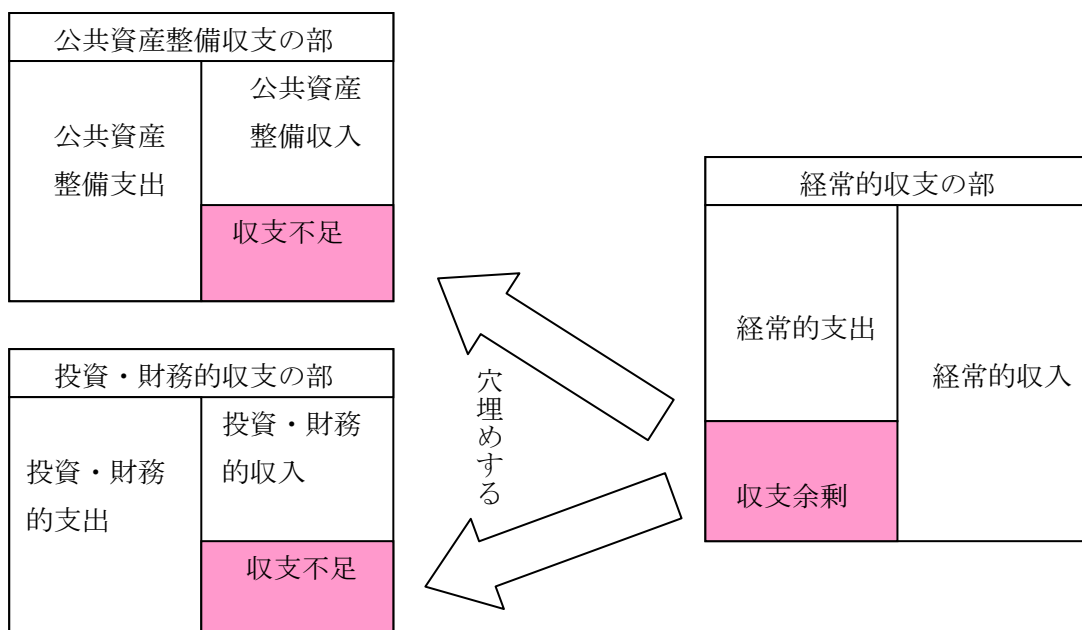 公共資産整備収支の部
公共資産
整備支出
公共資産
整備収入
収支不足
投資・財務的収支の部
投資・財務
的支出
投資・財務
的収入
収支不足
穴埋めする
経常的収支の部
経常的支出
収支余剰
経常的収入